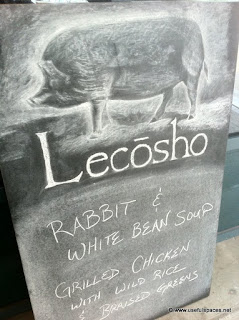 Lecōsho
RABBIT &
WHITE BEAN SOUP
GRILLED CHICKEN
WITH WILD RICE
& BRAISED GREENS
© www.usefulspaces.net